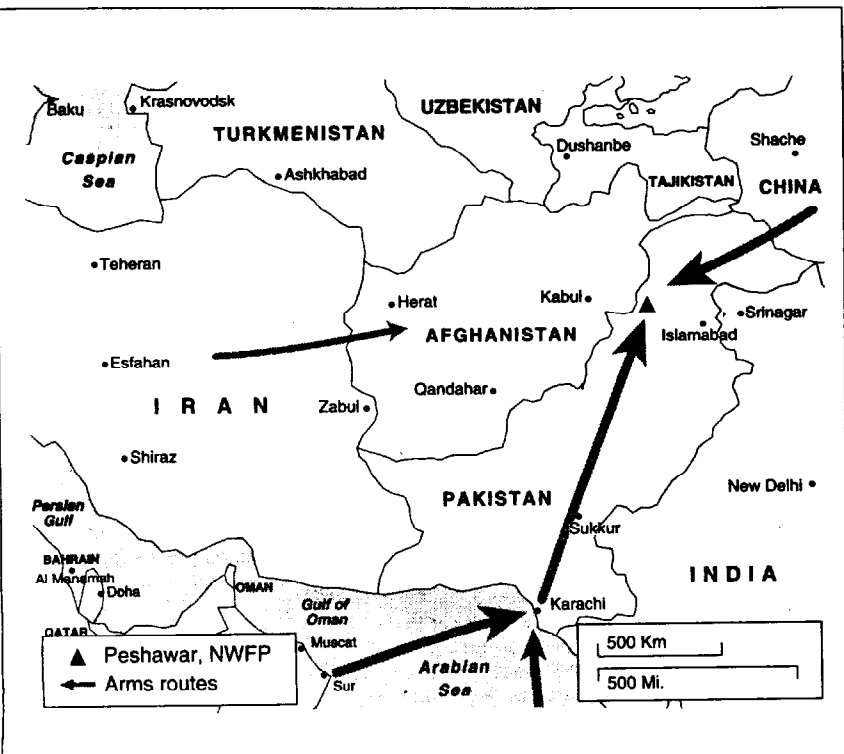 Baku
Krasnovodsk
UZBEKISTAN
TURKMENISTAN
Dushanbe
Shache
Caspian
Sea
Ashkhabad
TAJIKISTAN
CHINA
Teheran
Herat
Kabul
Srinagar
AFGHANISTAN
Islamabad
Esfahan
Qandahar
IRAN
Zabul
Shiraz
New Delhi
PAKISTAN
Persian
Gulf
Sukkur
BAHRAIN
Al Manamah
Doha
OMAN
INDIA
Gulf of
Oman
Karachi
QATAR
Muscat
Peshawar, NWFP
Arms routes
Sur
Arabian
Sea
500 Km
500 Mi.